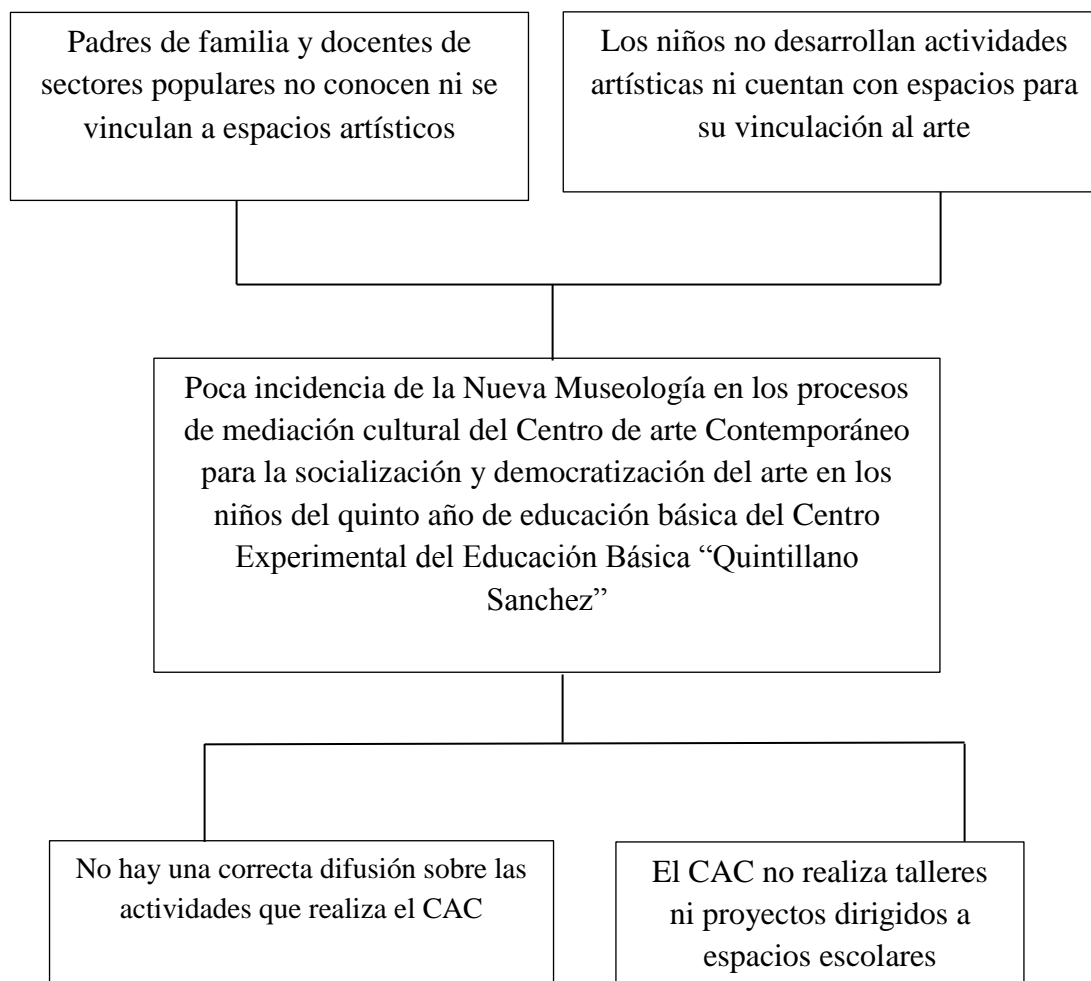 Padres de familia y docentes de
sectores populares no conocen ni se
vinculan a espacios artísticos
Los niños no desarrollan actividades
artísticas ni cuentan con espacios para
su vinculación al arte
Poca incidencia de la Nueva Museología en los procesos
de mediación cultural del Centro de arte Contemporáneo
para la socialización y democratización del arte en los
niños del quinto año de educación básica del Centro
Experimental del Educación Básica “Quintillano
Sanchez”
No hay una correcta difusión sobre las
actividades que realiza el CAC
El CAC no realiza talleres
ni proyectos dirigidos a
espacios escolares